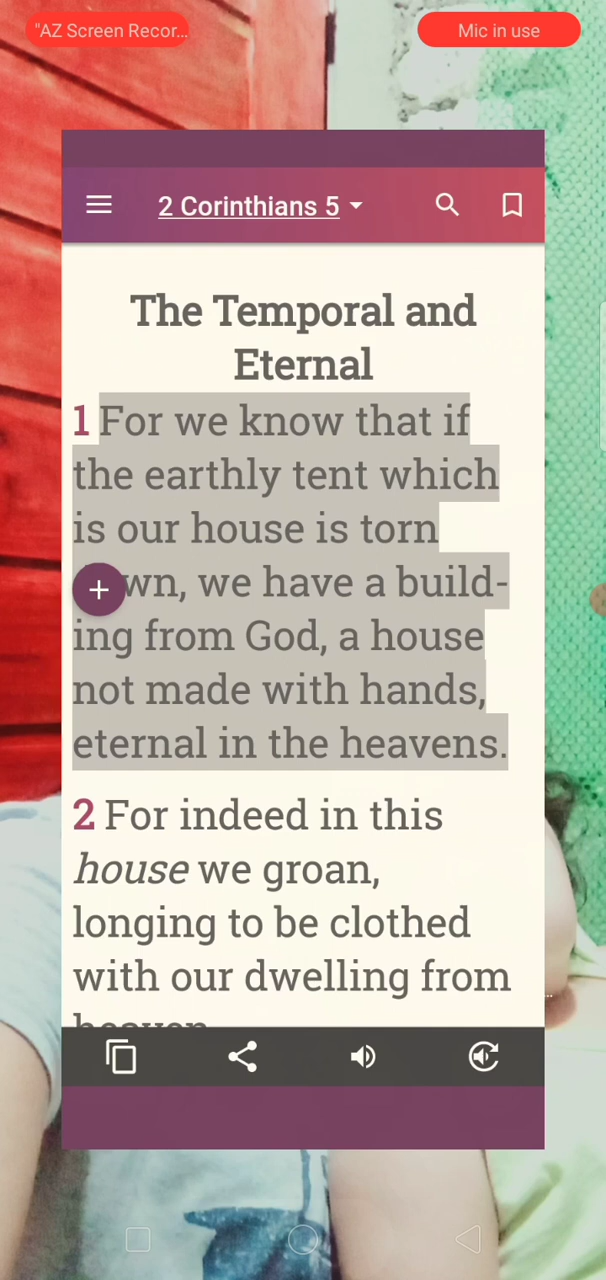 "AZ Screen Recor...
Mic in use
2 Corinthians 5
The Temporal and
Eternal
1 For we know that if
the earthly tent which
is our house is torn
wn, we have a build-
ing from God, a house
not made with hands,
eternal in the heavens.
2 For indeed in this
house we groan,
longing to be clothed
with our dwelling from